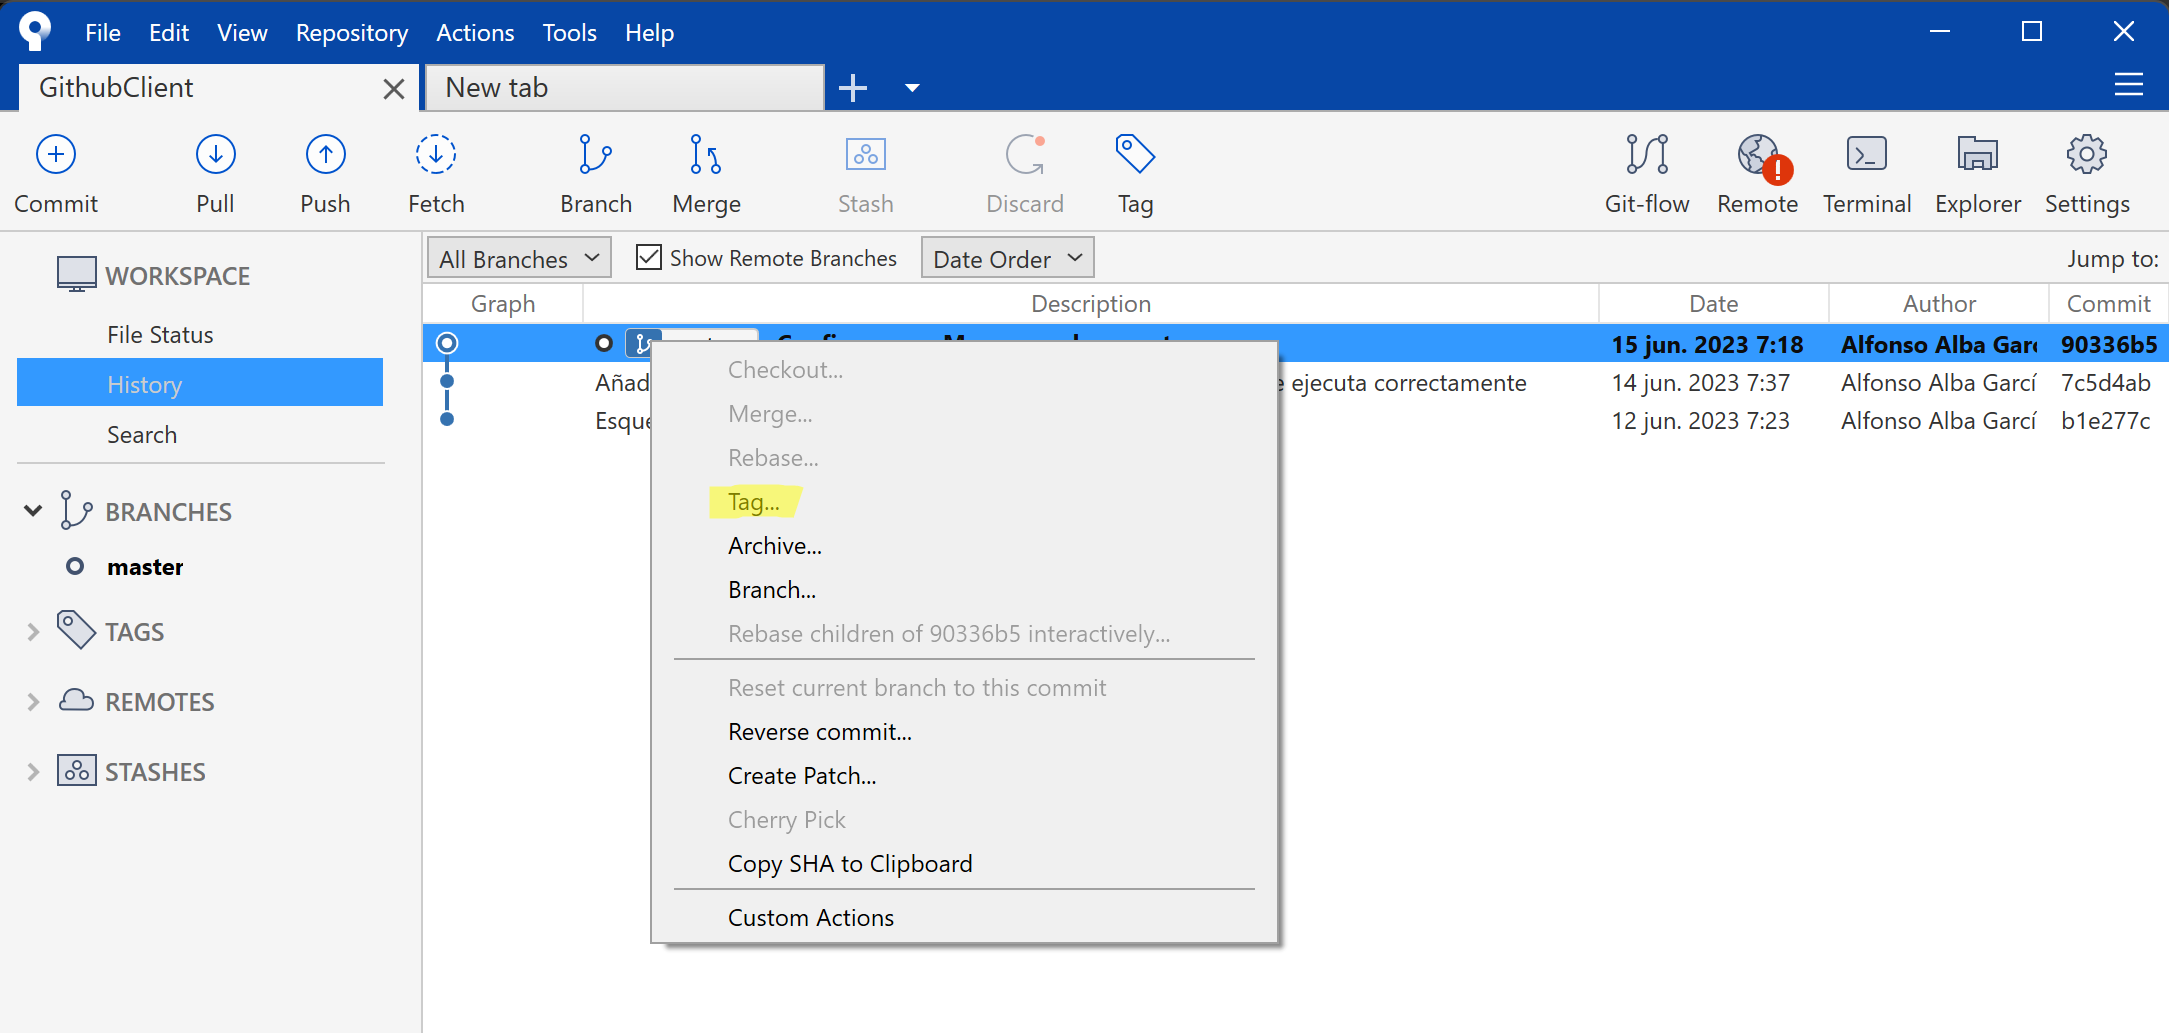 File Edit View Repository Actions Tools Help
GithubClient New tab
Commit Pull Push Fetch Branch Merge Stash Discard Tag Git-flow Remote Terminal Explorer Settings
WORKSPACE
File Status
History
Search
BRANCHES
master
TAGS
REMOTES
STASHES
All Branches Show Remote Branches Date Order Jump to:
Graph Description Date Author Commit
15 jun. 2023 7:18 Alfonso Alba Garc 90336b5
Añad ejecuta correctamente 14 jun. 2023 7:37 Alfonso Alba Garcí 7c5d4ab
Esque 12 jun. 2023 7:23 Alfonso Alba Garcí b1e277c
Checkout...
Merge...
Rebase...
Tag...
Archive...
Branch...
Rebase children of 90336b5 interactively...
Reset current branch to this commit
Reverse commit...
Create Patch...
Cherry Pick
Copy SHA to Clipboard
Custom Actions